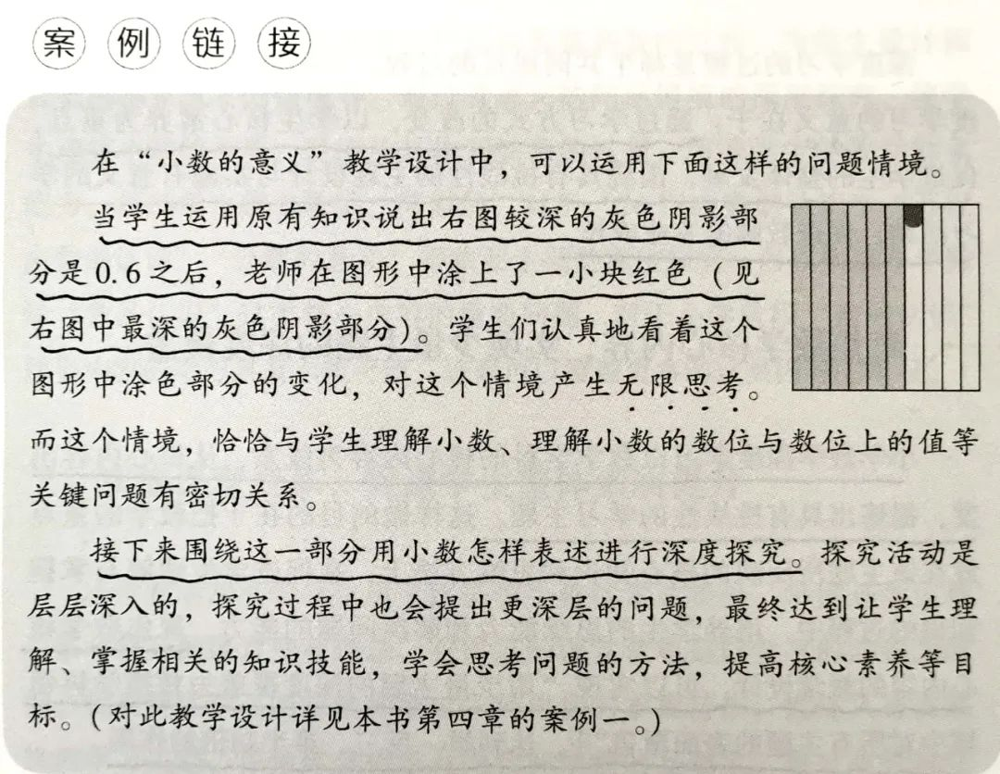 案例链接
在“小数的意义”教学设计中，可以运用下面这样的问题情境。
当学生运用原有知识说出右图较深的灰色阴影部
分是0.6之后，老师在图形中涂上了一小块红色（见
右图中最深的灰色阴影部分）。学生们认真地看着这个
图形中涂色部分的变化，对这个情境产生无限思考。
而这个情境，恰恰与学生理解小数、理解小数的数位与数位上的值等
关键问题有密切关系。
接下来围绕这一部分用小数怎样表述进行深度探究。探究活动是
层层深入的，探究过程中也会提出更深层的问题，最终达到让学生理
解、掌握相关的知识技能，学会思考问题的方法，提高核心素养等目
标。（对此教学设计详见本书第四章的案例一。）